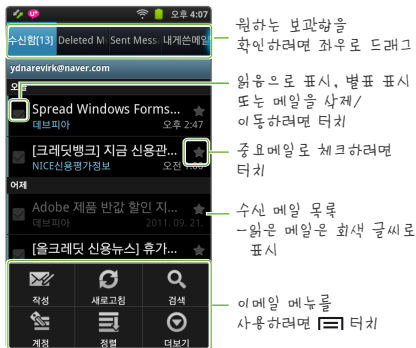 오후 4:07
수신함[13] Deleted M Sent Mess 내게쓴메일
ydnarevirk@naver.com
오늘
Spread Windows Forms...
데브피아 오후 2:47
[크레딧뱅크] 지금 신용관...
NICE신용평가정보 오전
어제
Adobe 제품 반값 할인 지...
데브피아 2011. 09. 21.
[올크레딧 신용뉴스] 휴가...
작성 새로고침 검색
계정 정렬 더보기
원하는 보관함을
확인하려면 좌우로 드래그
읽음으로 표시, 별표 표시
또는 메일을 삭제/
이동하려면 터치
중요메일로 체크하려면
터치
수신 메일 목록
-읽은 메일은 회색 글씨로
표시
이메일 메뉴를
사용하려면 터치